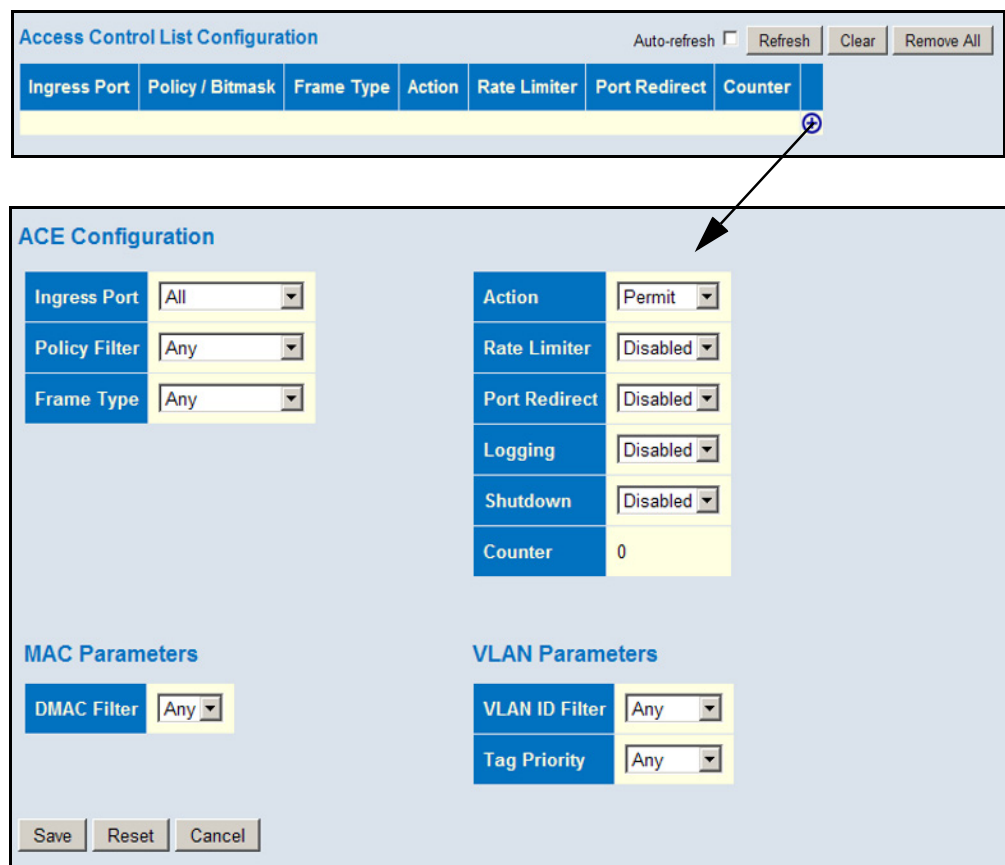 Access Control List Configuration
Auto-refresh Refresh Clear Remove All
Ingress Port Policy / Bitmask Frame Type Action Rate Limiter Port Redirect Counter
ACE Configuration
Ingress Port All
Policy Filter Any
Frame Type Any
Action Permit
Rate Limiter Disabled
Port Redirect Disabled
Logging Disabled
Shutdown Disabled
Counter 0
MAC Parameters
DMAC Filter Any
VLAN Parameters
VLAN ID Filter Any
Tag Priority Any
Save Reset Cancel